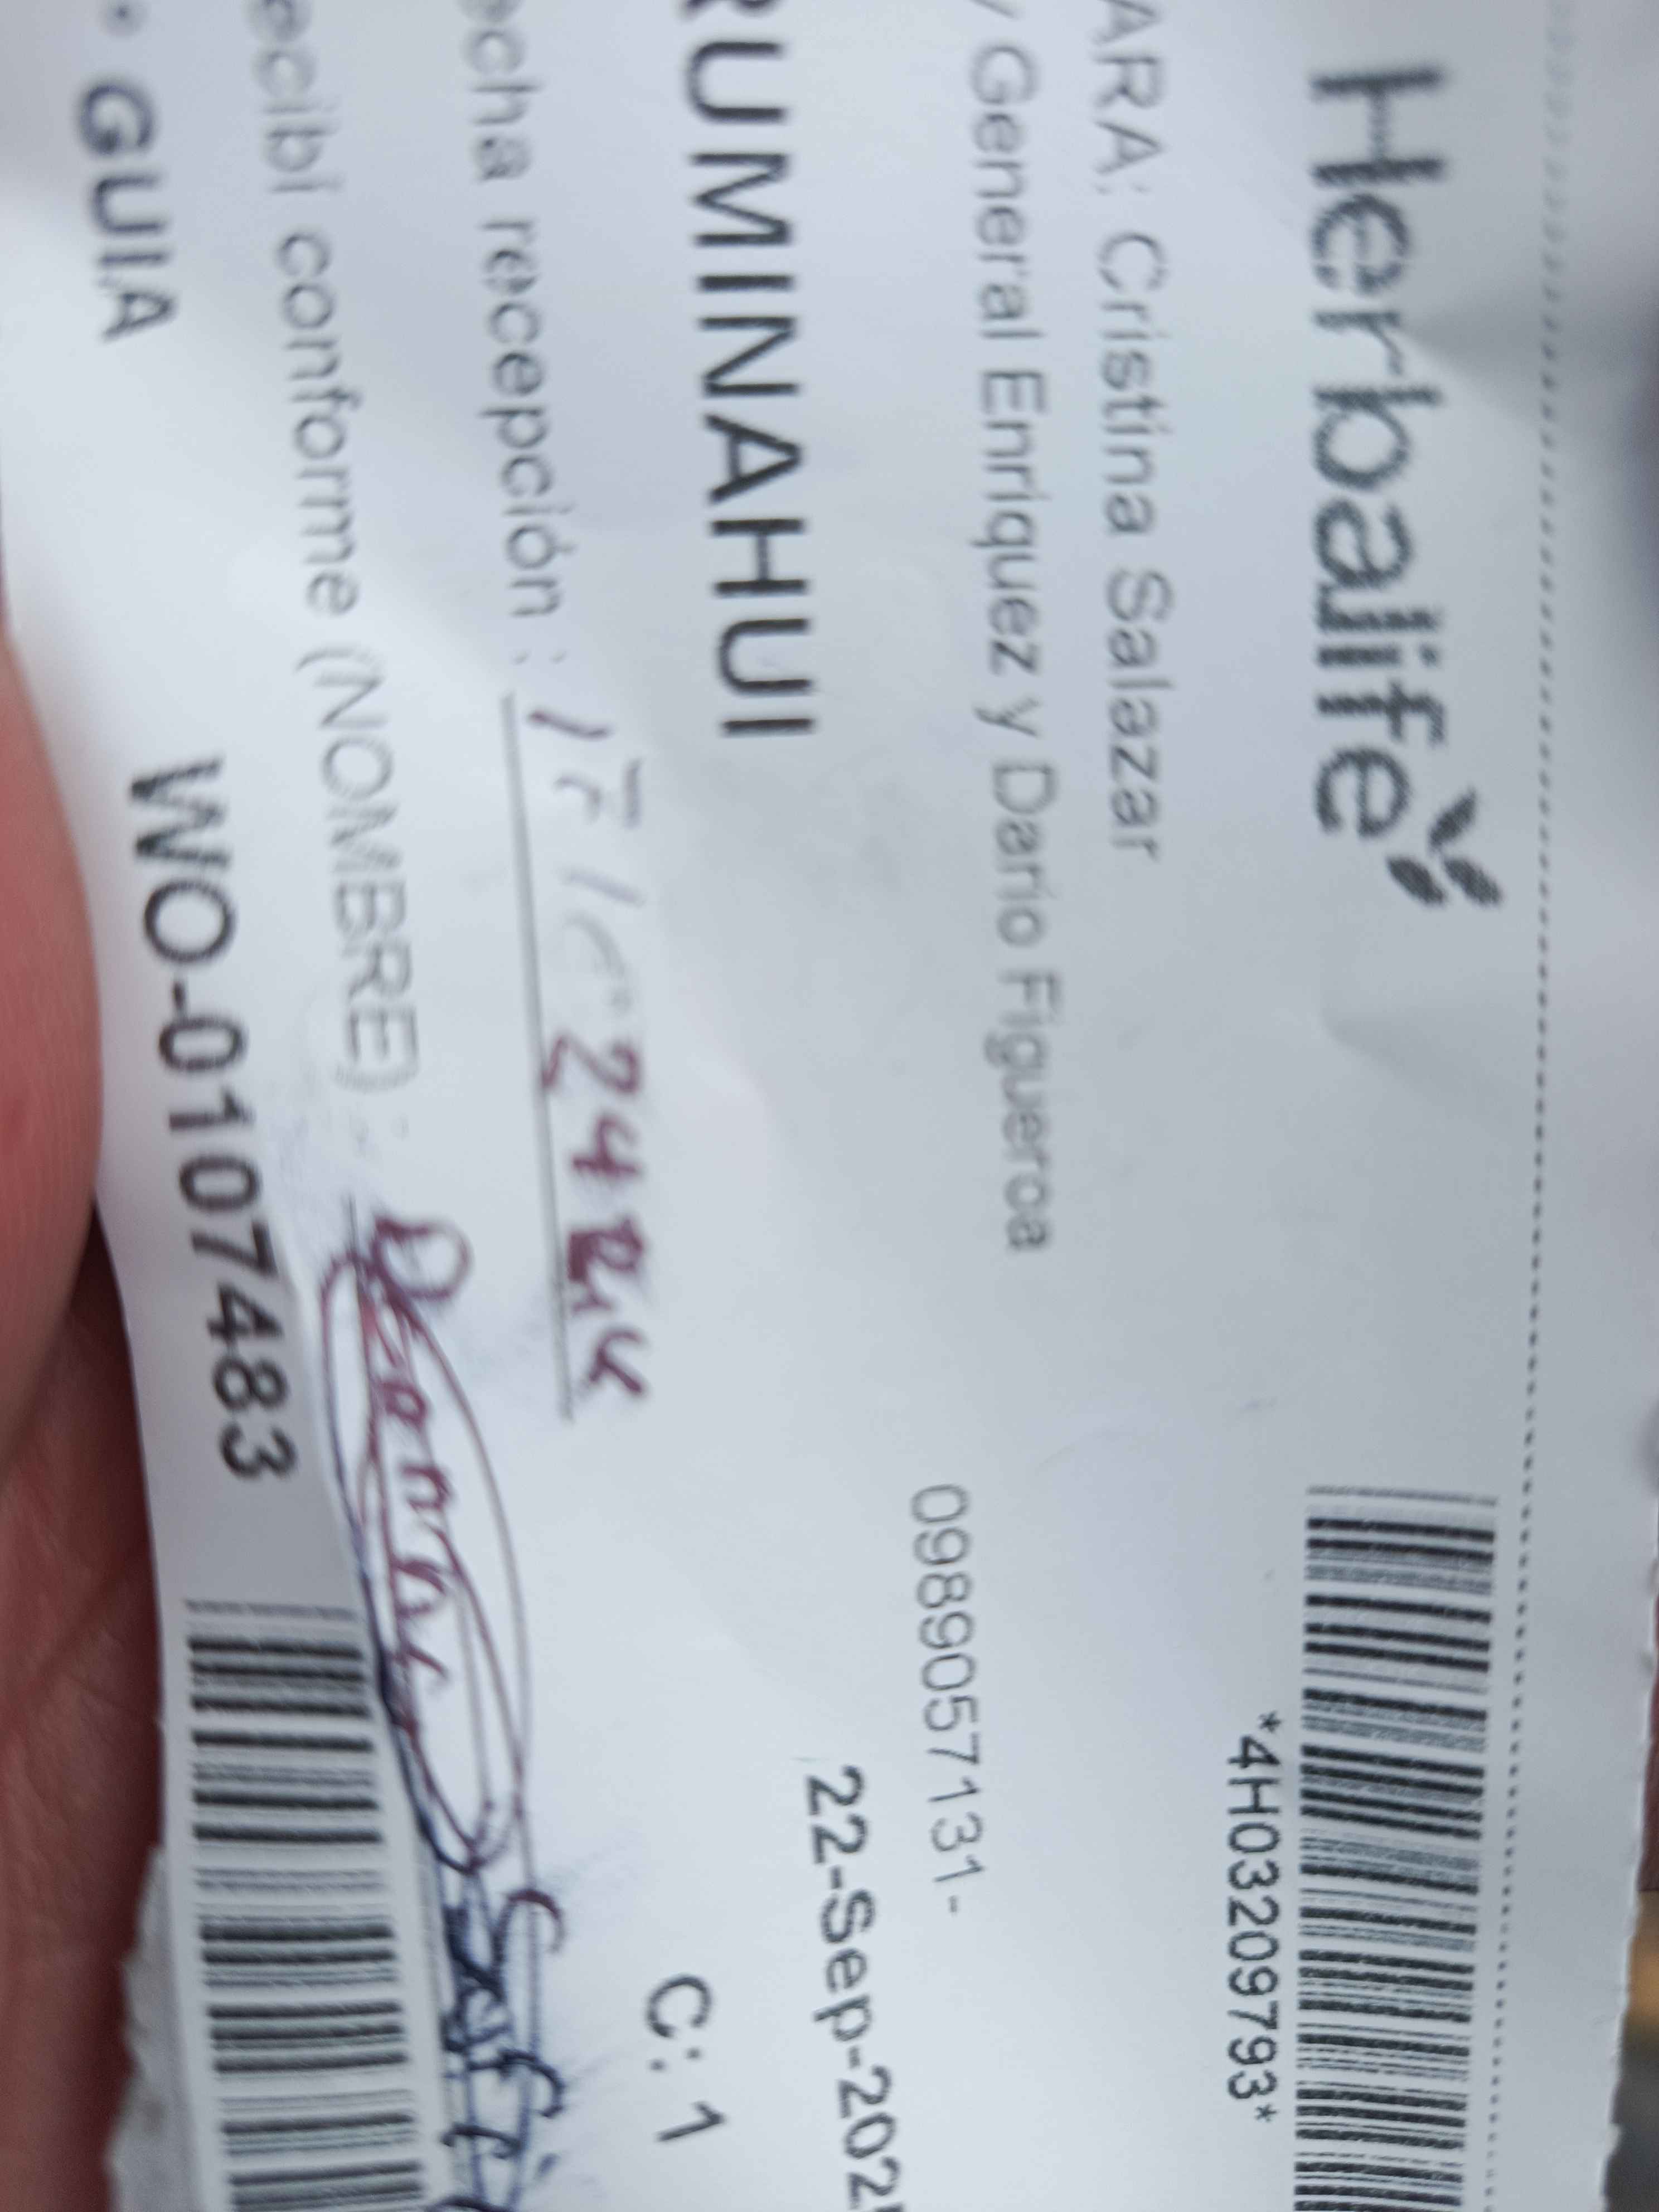 Herbalife
*4H03209793*
ARA: Cristina Salazar
y General Enriquez y Dario Figueroa
0989057131-
22-Sep-202
RUMINAHUI
C: 1
echa recepción :
ecibi conforme (NOMBRE) :
GUIA WO-0107483